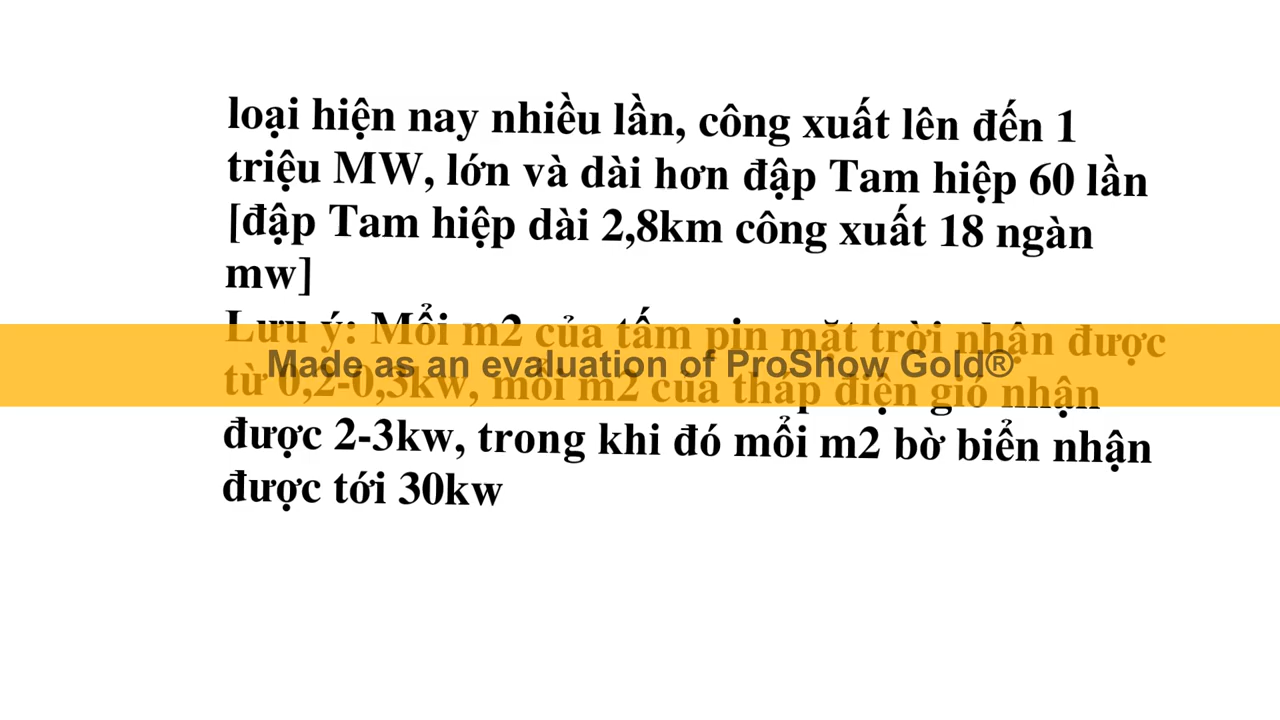 loại hiện nay nhiều lần, công xuất lên đến 1
triệu MW, lớn và dài hơn đập Tam hiệp 60 lần
[đập Tam hiệp dài 2,8km công xuất 18 ngàn
mw]
Lưu ý: Mổi m2 của tấm pin mặt trời nhận được
Made as an evaluation of ProShow Gold®
từ 0,2-0,3kw, mổi m2 của tháp điện gió nhận
được 2-3kw, trong khi đó mổi m2 bờ biển nhận
được tới 30kw